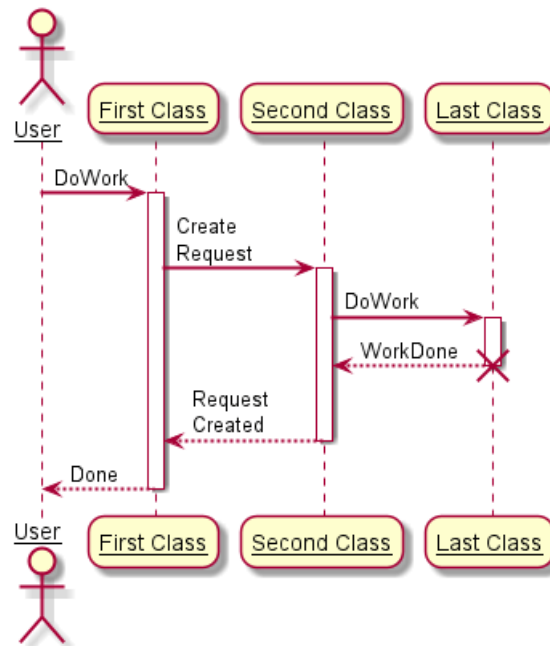 User
First Class
Second Class
Last Class
DoWork
Create
Request
DoWork
WorkDone
Request
Created
Done
User
First Class
Second Class
Last Class